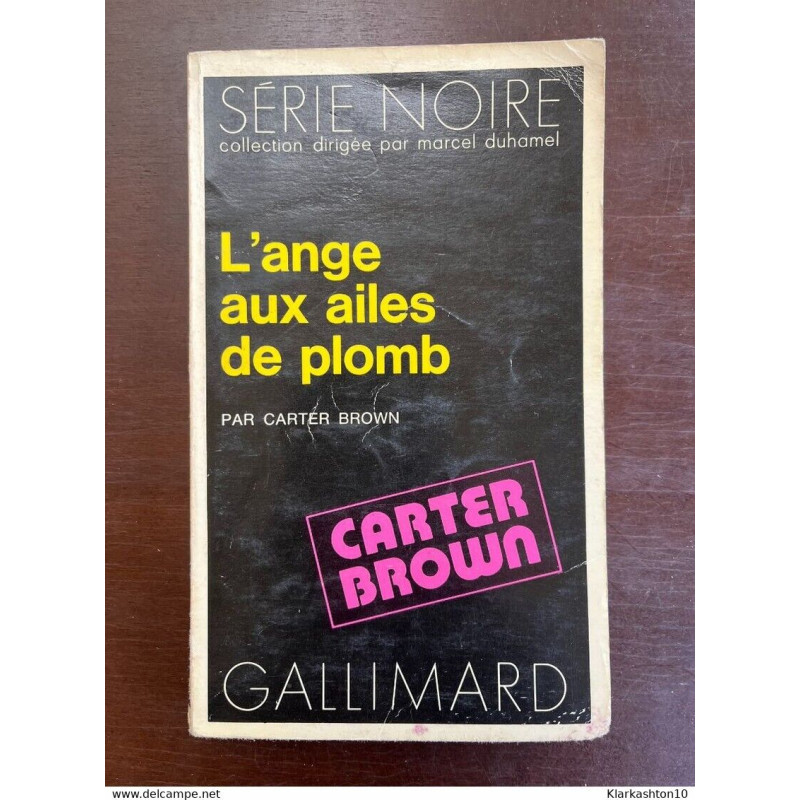 SÉRIE NOIRE
collection dirigée par marcel duhamel
L'ange
aux ailes
de plomb
PAR CARTER BROWN
CARTER
BROWN
GALLIMARD
www.delcampe.net
Klarkashton10